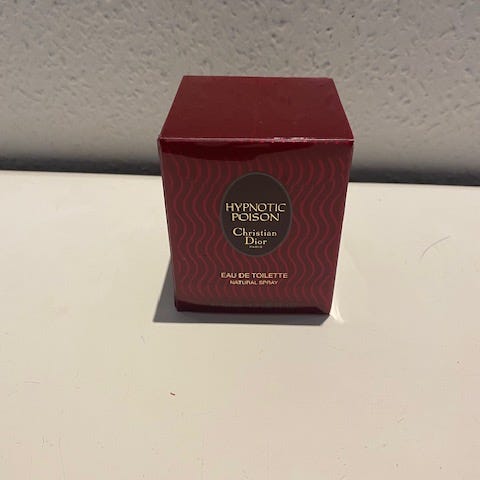 HYPNOTIC
POISON
Christian
Dior
PARIS
EAU DE TOILETTE
NATURAL SPRAY